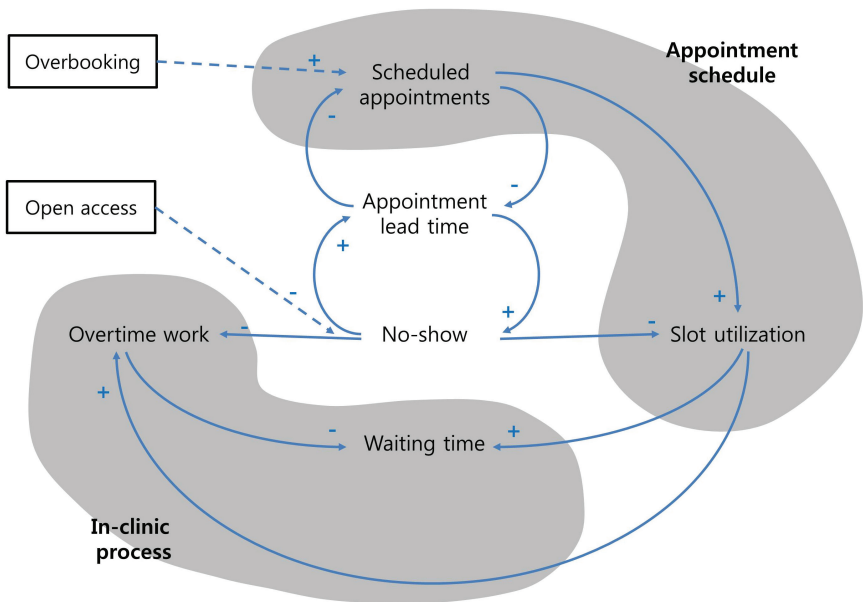 Overbooking
+
Scheduled
appointments
Appointment
schedule
-
-
Open access
Appointment
lead time
+
-
+
+
Overtime work
-
No-show
-
Slot utilization
+
-
Waiting time
+
In-clinic
process